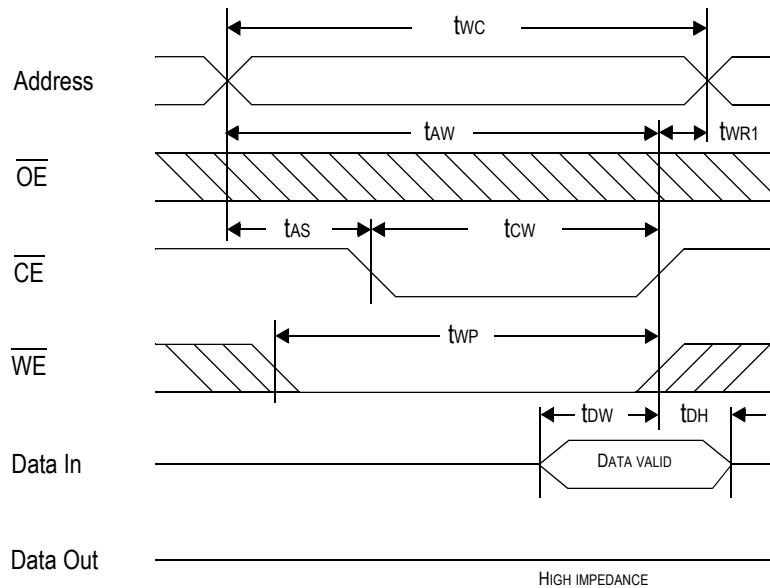 tWC
Address
tAW
tWR1
OE
tAS
tCW
CE
tWP
WE
tDW
tDH
Data In
DATA VALID
Data Out
HIGH IMPEDANCE